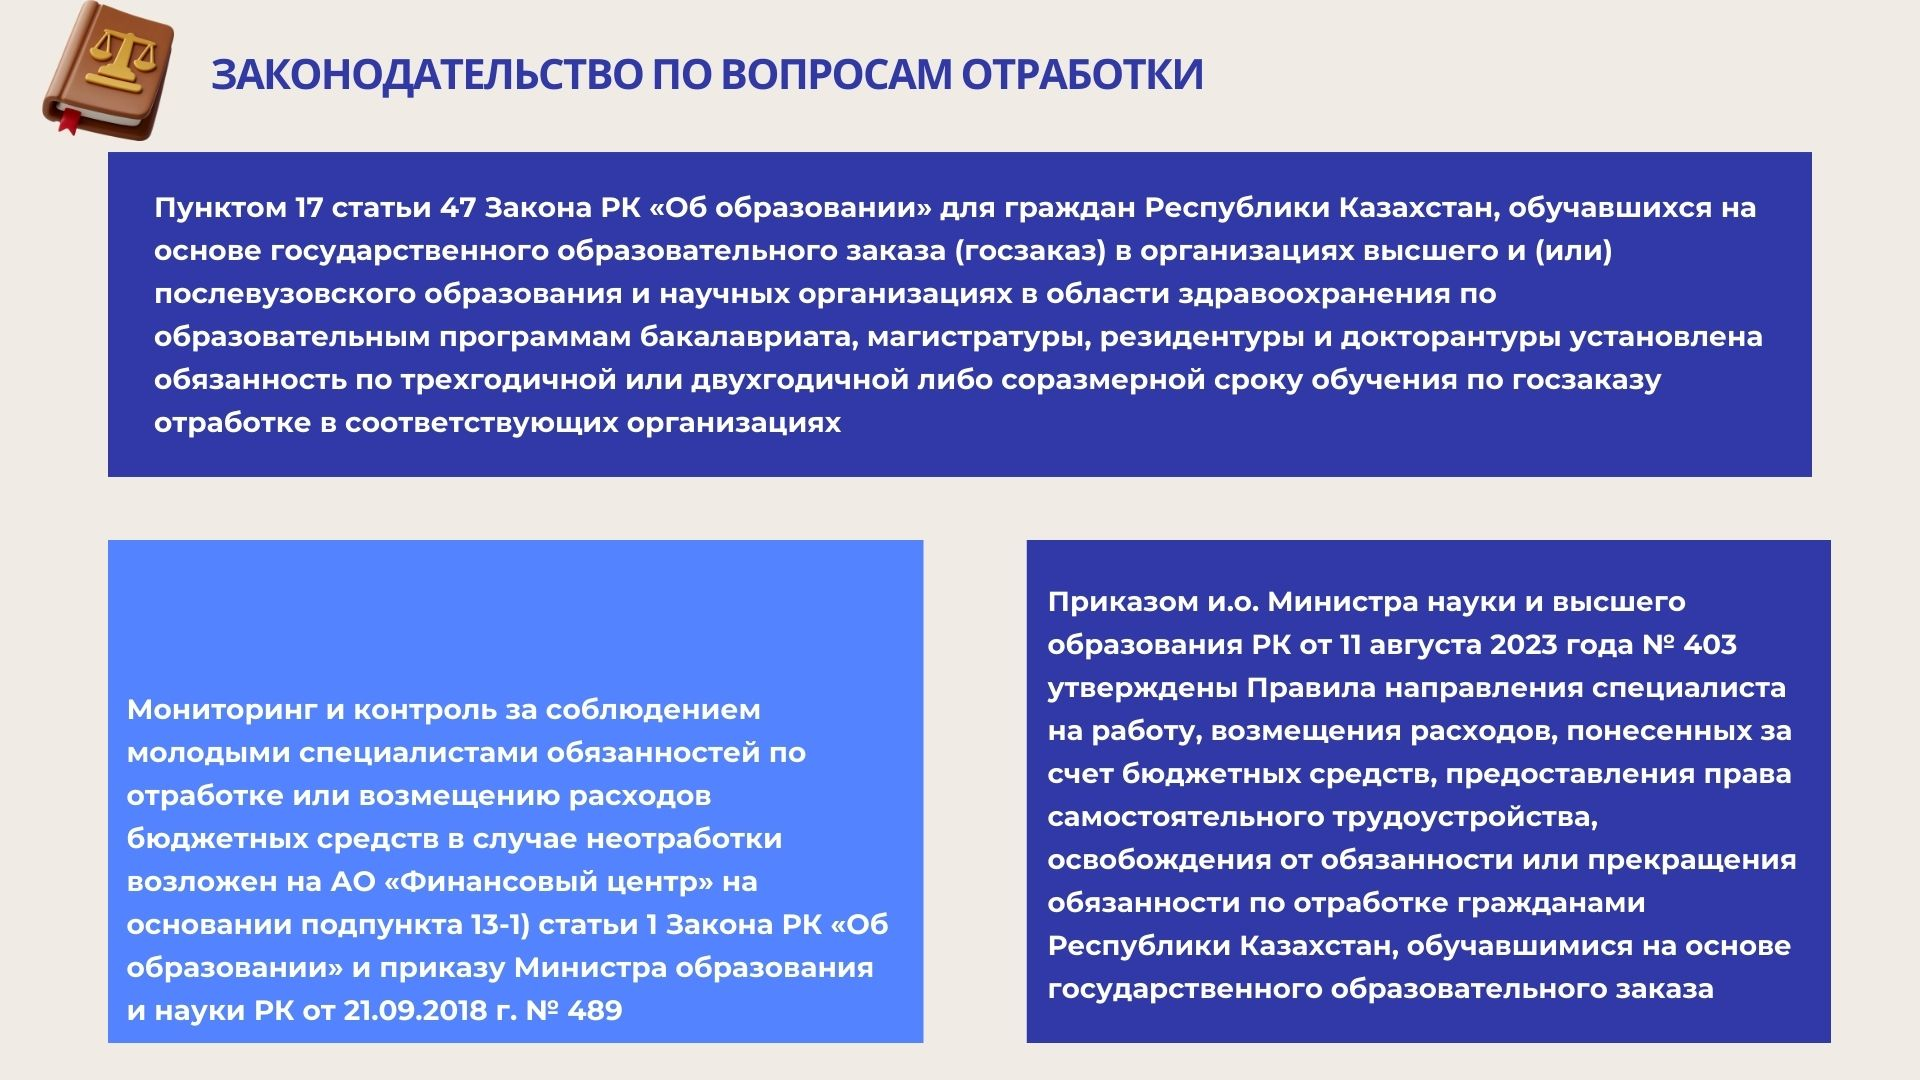 ЗАКОНОДАТЕЛЬСТВО ПО ВОПРОСАМ ОТРАБОТКИ
Пунктом 17 статьи 47 Закона РК «Об образовании» для граждан Республики Казахстан, обучавшихся на
основе государственного образовательного заказа (госзаказ) в организациях высшего и (или)
послевузовского образования и научных организациях в области здравоохранения по
образовательным программам бакалавриата, магистратуры, резидентуры и докторантуры установлена
обязанность по трехгодичной или двухгодичной либо соразмерной сроку обучения по госзаказу
отработке в соответствующих организациях
Мониторинг и контроль за соблюдением
молодыми специалистами обязанностей по
отработке или возмещению расходов
бюджетных средств в случае неотработки
возложен на АО «Финансовый центр» на
основании подпункта 13-1) статьи 1 Закона РК «Об
образовании» и приказу Министра образования
и науки РК от 21.09.2018 г. № 489
Приказом и.о. Министра науки и высшего
образования РК от 11 августа 2023 года № 403
утверждены Правила направления специалиста
на работу, возмещения расходов, понесенных за
счет бюджетных средств, предоставления права
самостоятельного трудоустройства,
освобождения от обязанности или прекращения
обязанности по отработке гражданами
Республики Казахстан, обучавшимися на основе
государственного образовательного заказа